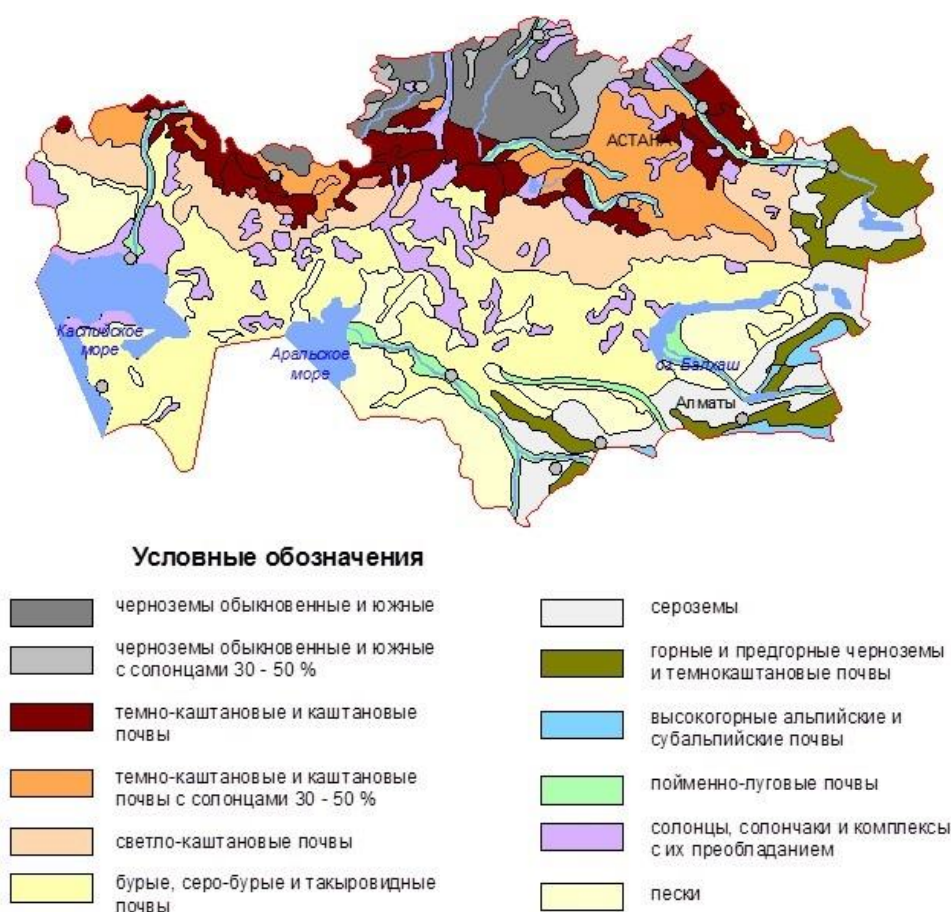 АСТАНА
Каспийское
море
Аральское
море
оз. Балхаш
Алматы
Условные обозначения
черноземы обыкновенные и южные
черноземы обыкновенные и южные
с солонцами 30 - 50 %
темно-каштановые и каштановые
почвы
темно-каштановые и каштановые
почвы с солонцами 30 - 50 %
светло-каштановые почвы
бурые, серо-бурые и такыровидные
почвы
сероземы
горные и предгорные черноземы
и темнокаштановые почвы
высокогорные альпийские и
субальпийские почвы
пойменно-луговые почвы
солонцы, солончаки и комплексы
с их преобладанием
пески